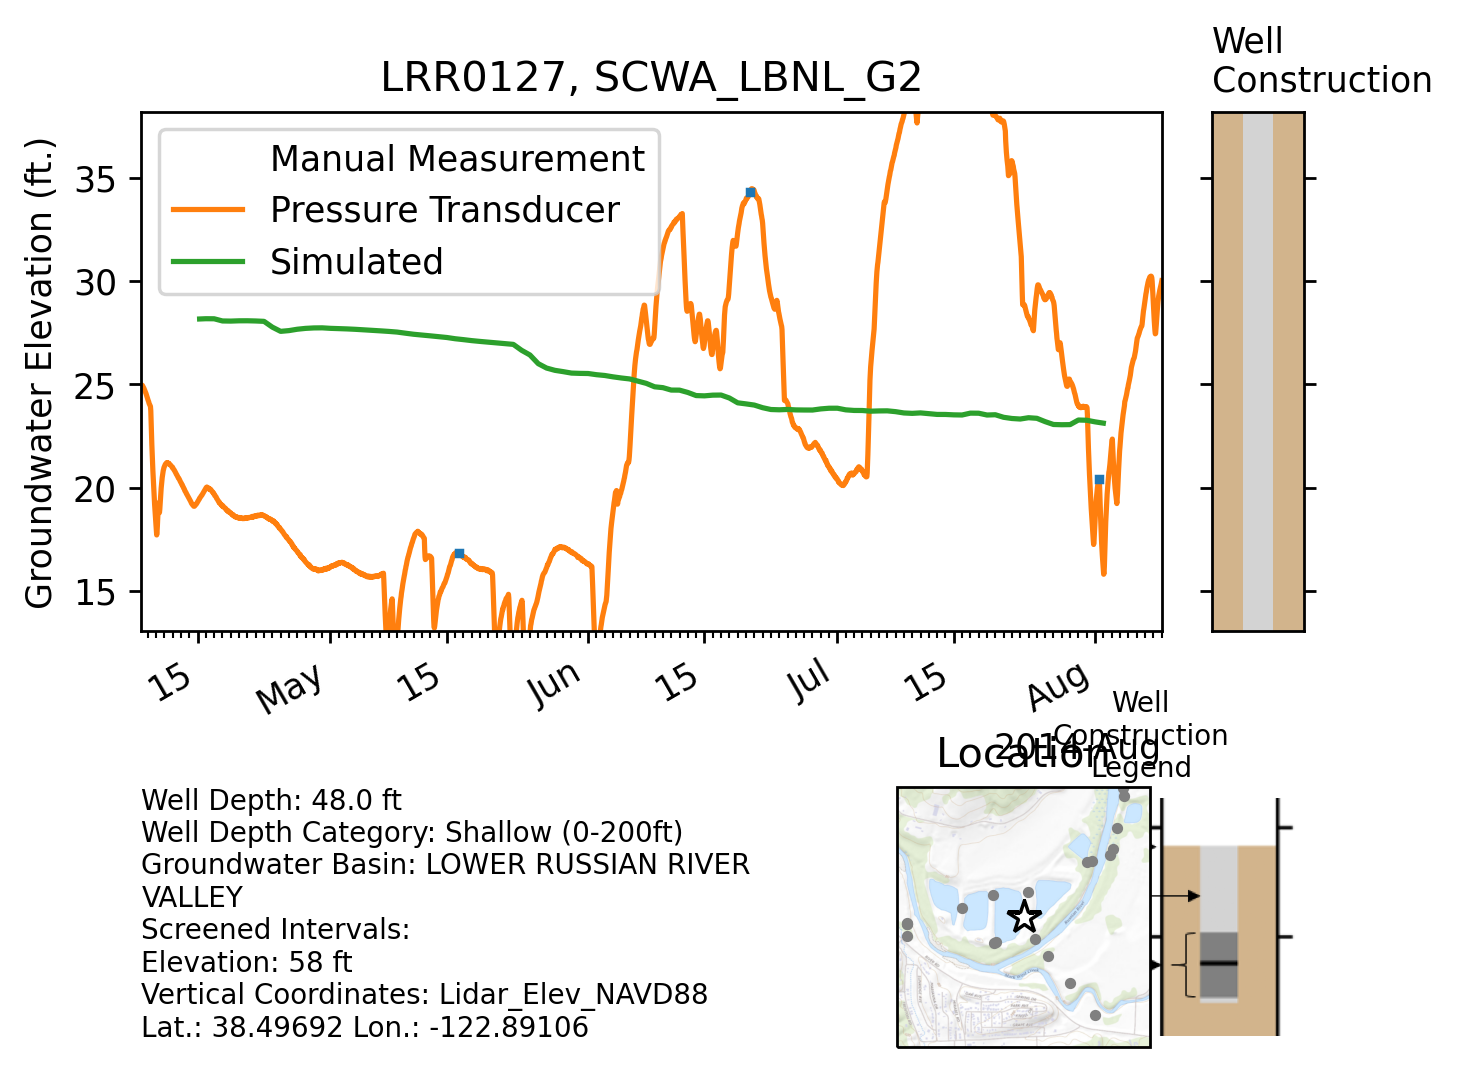 Well
Construction
LRR0127, SCWA_LBNL_G2
Groundwater Elevation (ft.)
Manual Measurement
Pressure Transducer
Simulated
35
30
25
20
15
15
May
15
Jun
15
Jul
15
Aug
2014-Aug
Well
Construction
Legend
Location
Well Depth: 48.0 ft
Well Depth Category: Shallow (0-200ft)
Groundwater Basin: LOWER RUSSIAN RIVER
VALLEY
Screened Intervals:
Elevation: 58 ft
Vertical Coordinates: Lidar_Elev_NAVD88
Lat.: 38.49692 Lon.: -122.89106